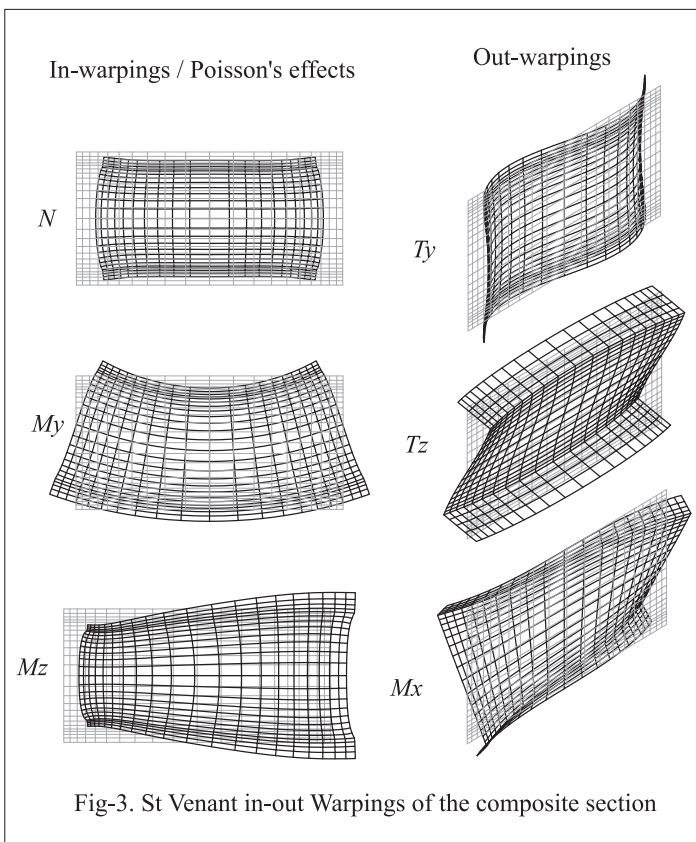 In-warpings / Poisson's effects
N
My
Mz
Out-warpings
Ty
Tz
Mx
Fig-3. St Venant in-out Warpings of the composite section